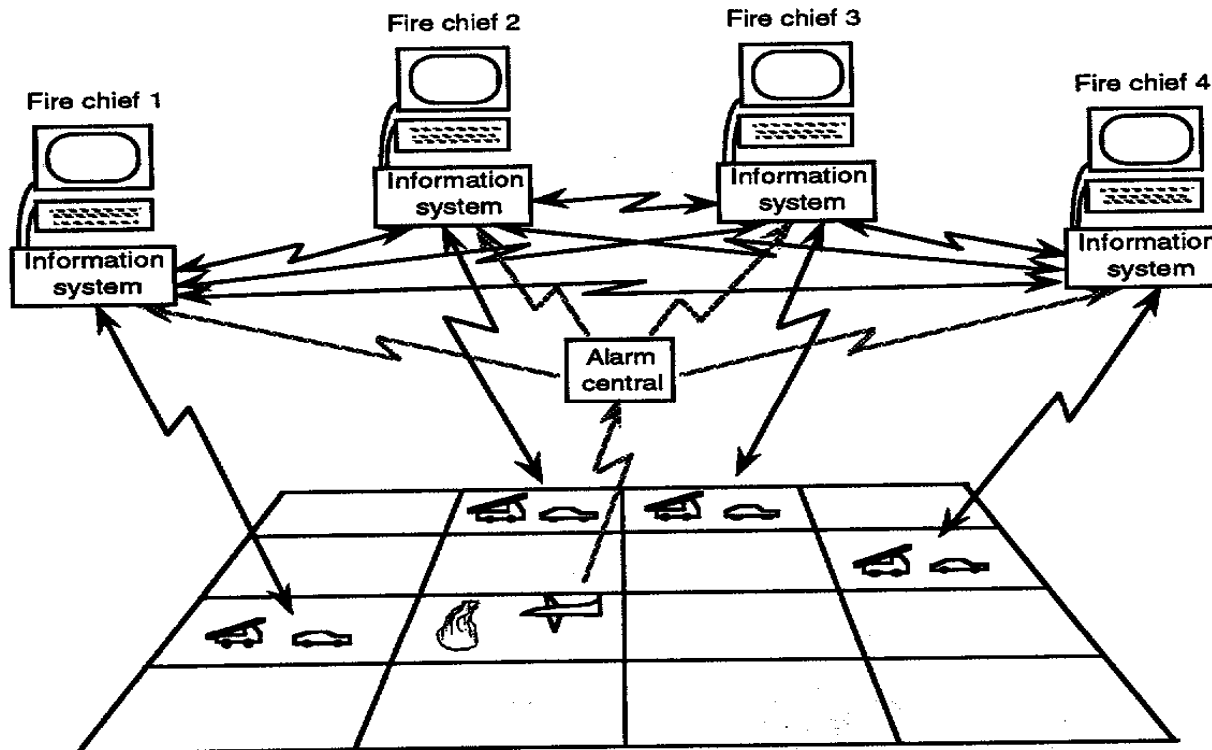 Fire chief 1
Fire chief 2
Fire chief 3
Fire chief 4
Information
system
Information
system
Information
system
Information
system
Alarm
central